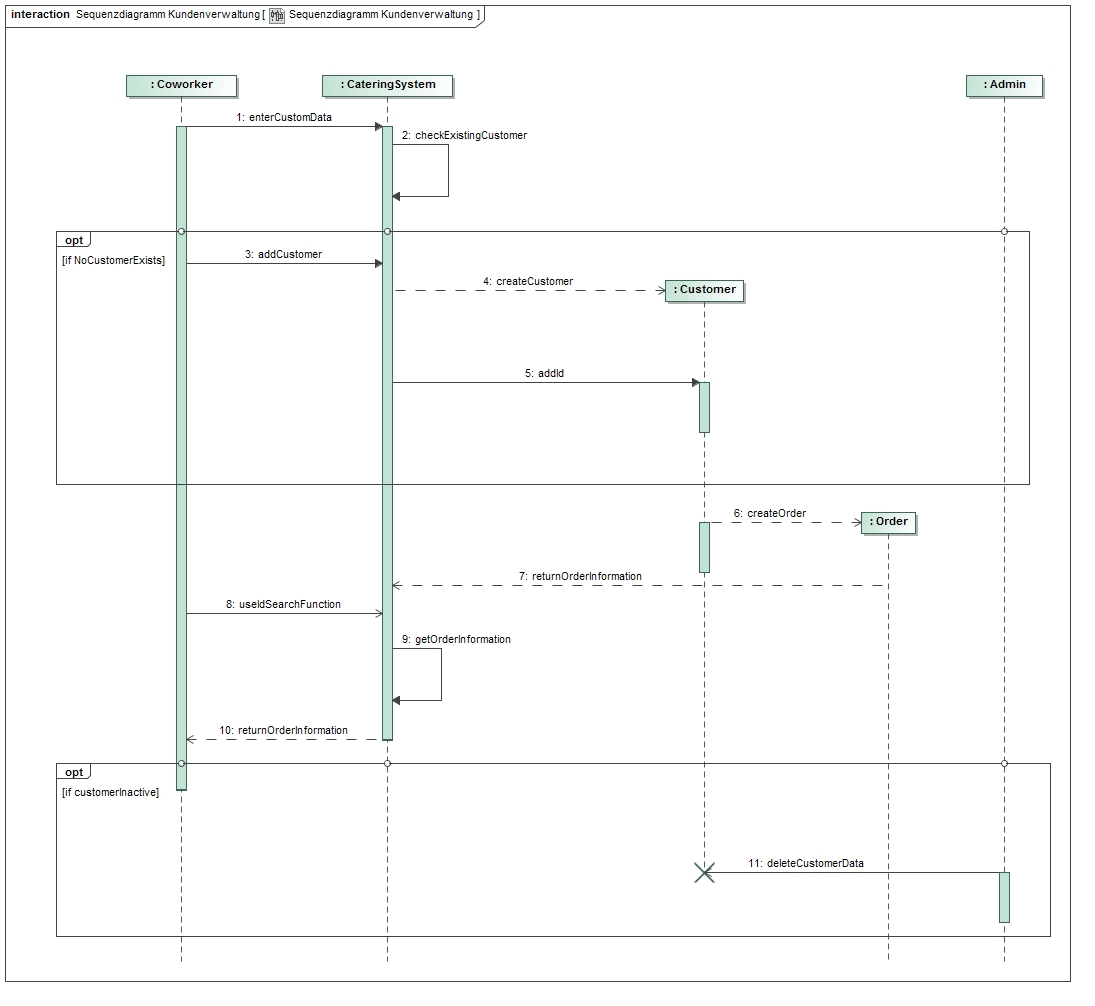 interaction Sequenzdiagramm Kundenverwaltung [ Sequenzdiagramm Kundenverwaltung ]
: Coworker
: CateringSystem
: Admin
1: enterCustomData
2: checkExistingCustomer
opt
[if NoCustomerExists]
3: addCustomer
4: createCustomer
: Customer
5: addId
6: createOrder
: Order
7: returnOrderInformation
8: useIdSearchFunction
9: getOrderInformation
10: returnOrderInformation
opt
[if customerInactive]
11: deleteCustomerData